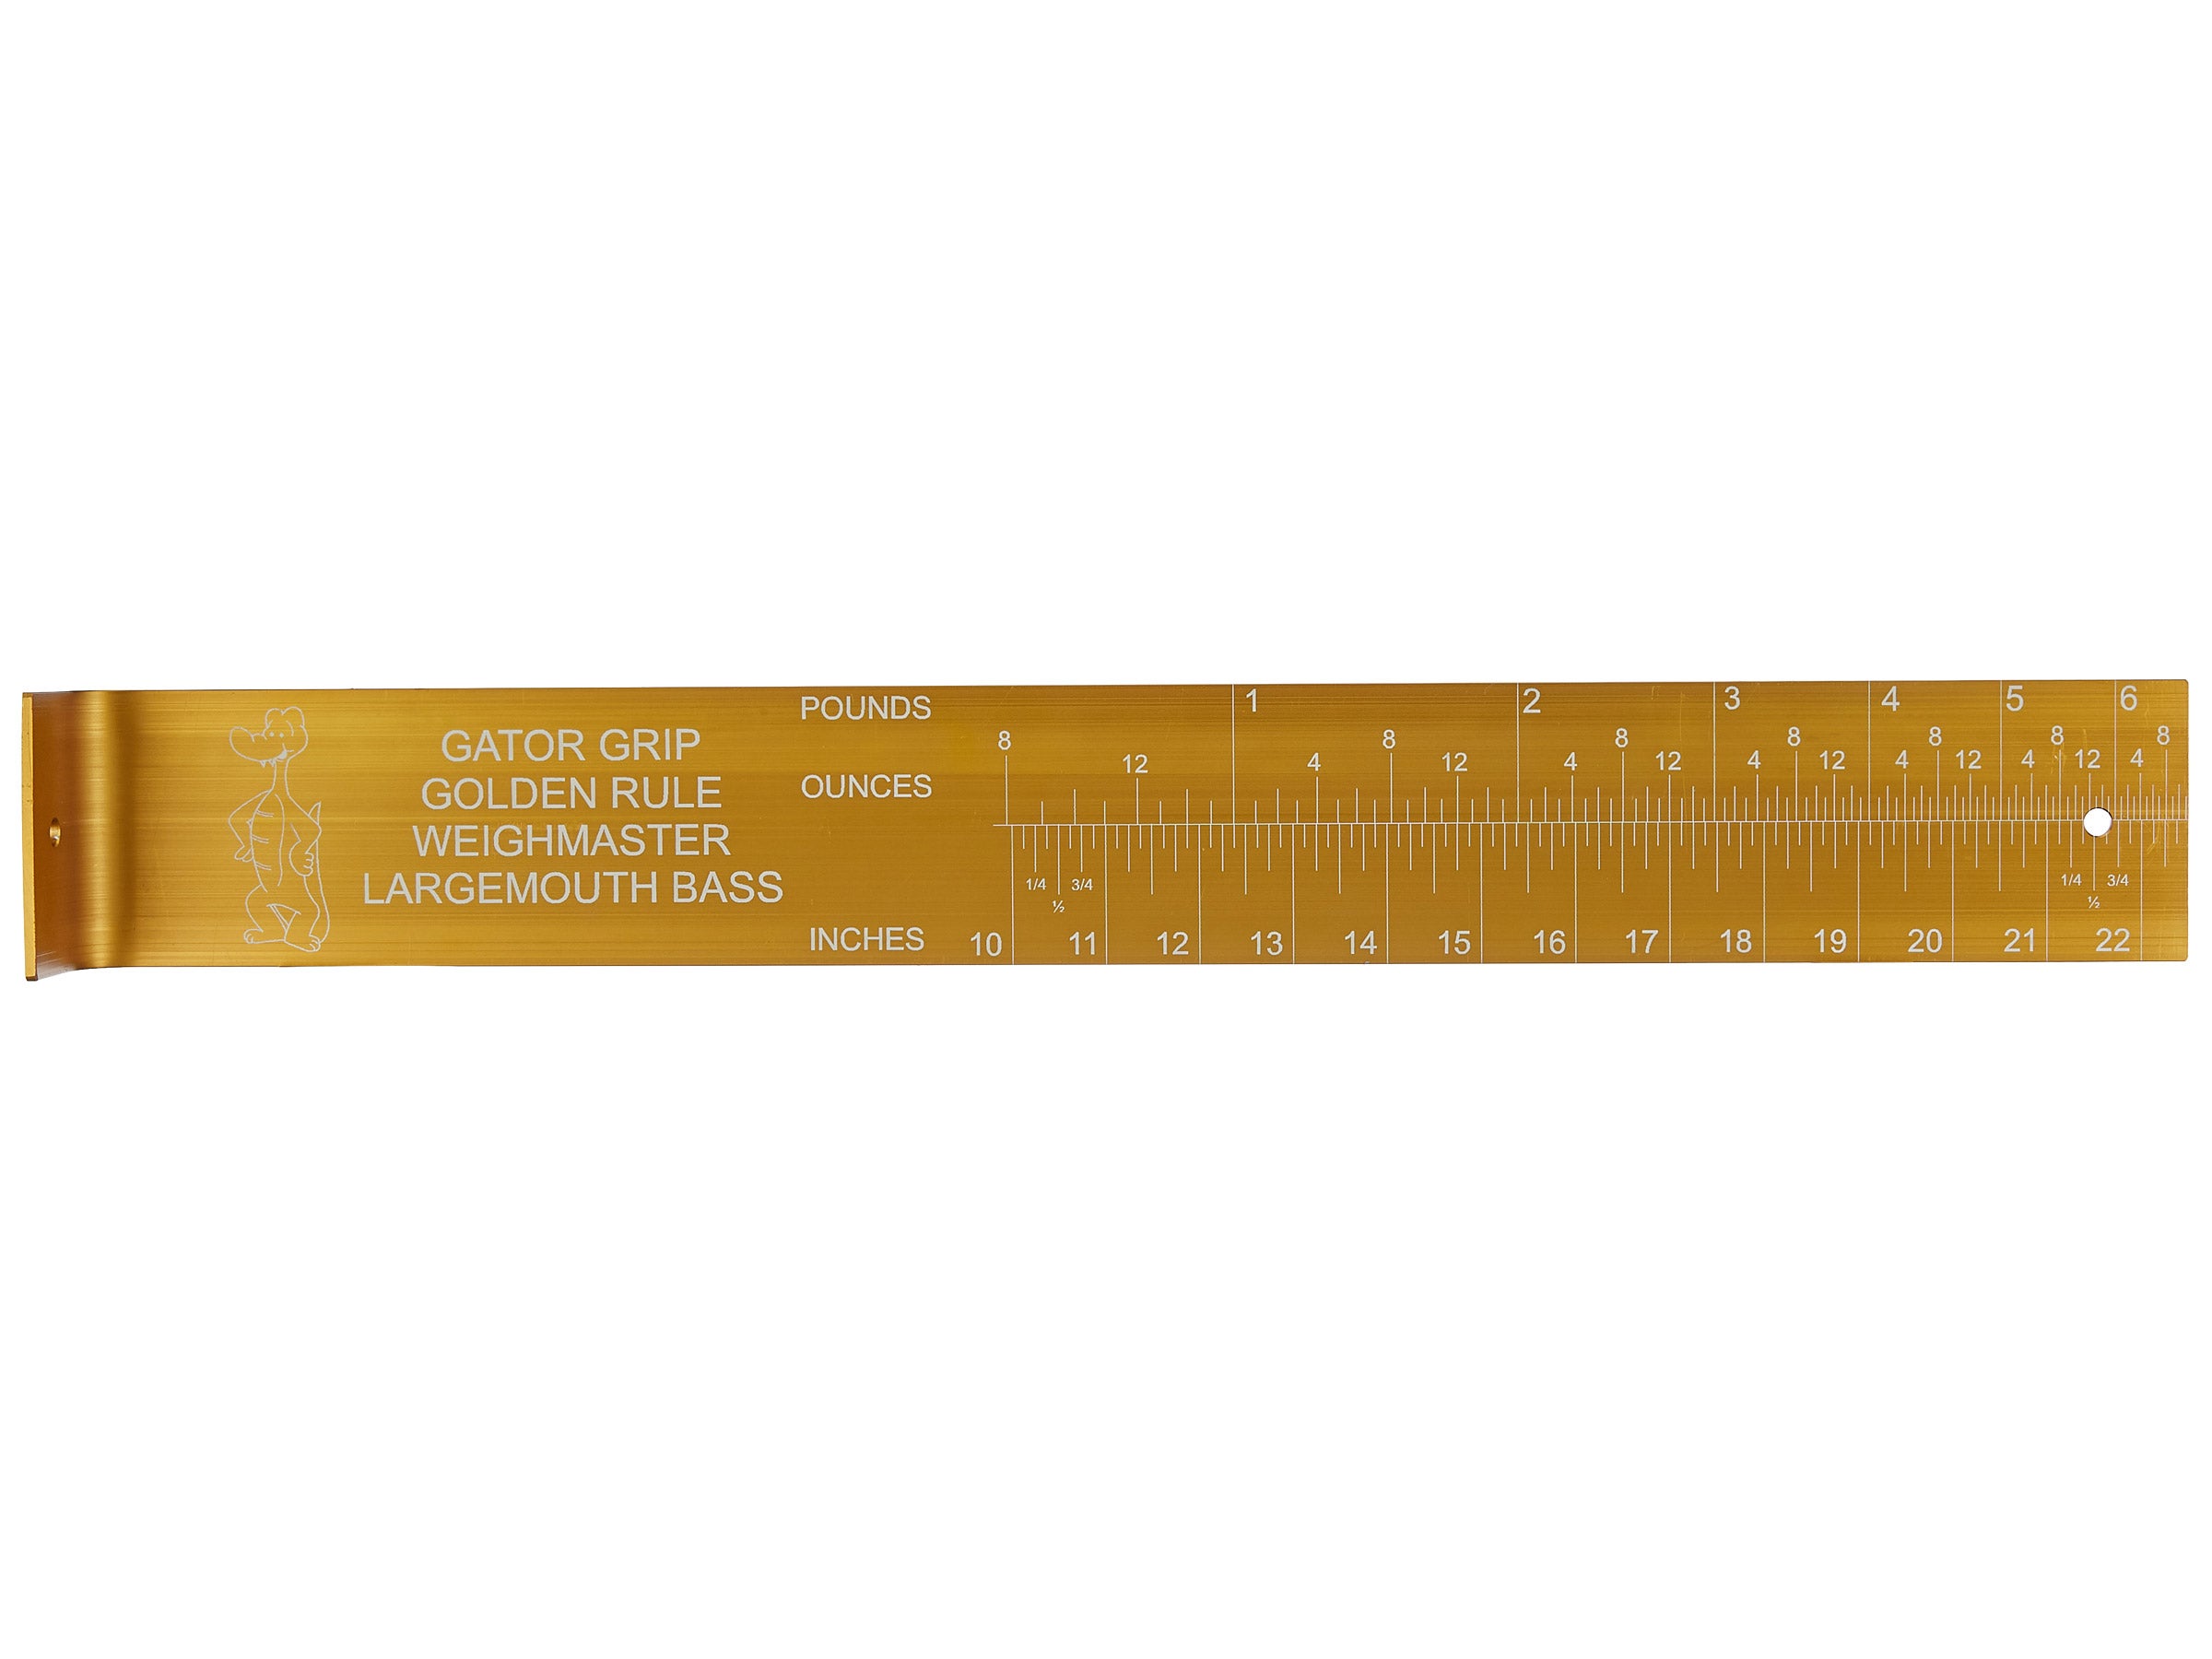 GATOR GRIP
GOLDEN RULE
WEIGHMASTER
LARGEMOUTH BASS
POUNDS 1 2 3 4 5 6
8 12 4 8 12 4 8 12 4 8 12 4 8 12 4 8 12 4 8
OUNCES
1/4 ½ 3/4 1/4 ½ 3/4
INCHES 10 11 12 13 14 15 16 17 18 19 20 21 22